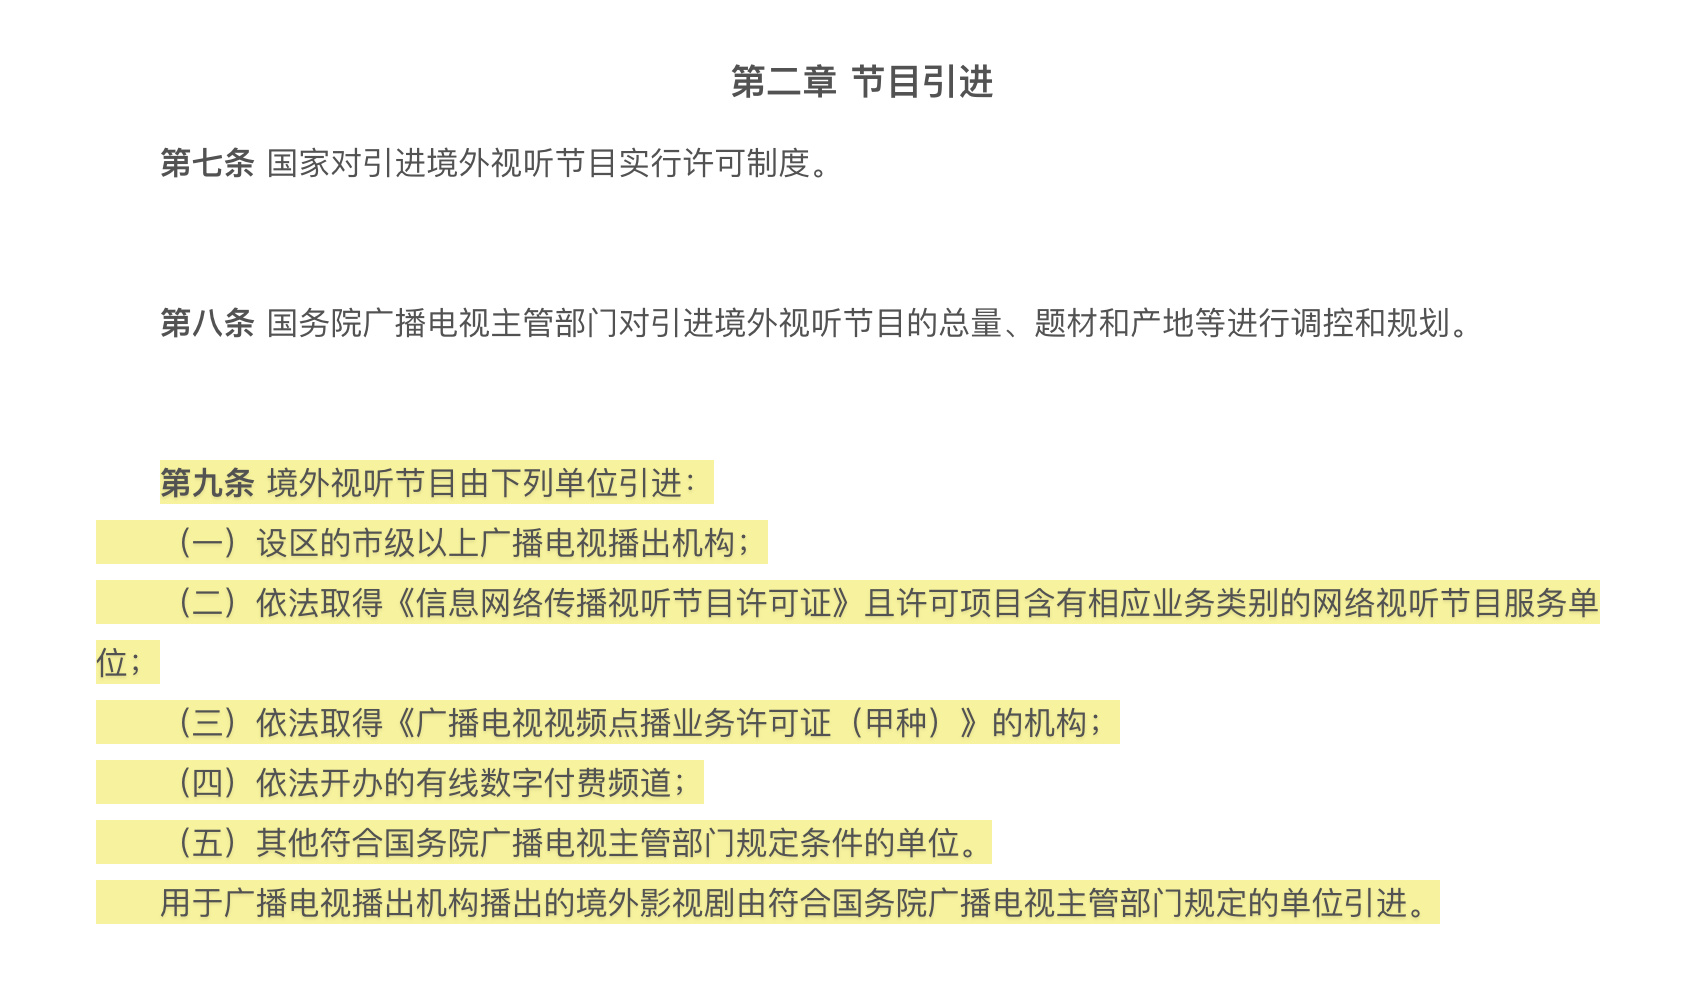 第二章 节目引进
第七条 国家对引进境外视听节目实行许可制度。
第八条 国务院广播电视主管部门对引进境外视听节目的总量、题材和产地等进行调控和规划。
第九条 境外视听节目由下列单位引进：
（一）设区的市级以上广播电视播出机构；
（二）依法取得《信息网络传播视听节目许可证》且许可项目含有相应业务类别的网络视听节目服务单
位；
（三）依法取得《广播电视视频点播业务许可证（甲种）》的机构；
（四）依法开办的有线数字付费频道；
（五）其他符合国务院广播电视主管部门规定条件的单位。
用于广播电视播出机构播出的境外影视剧由符合国务院广播电视主管部门规定的单位引进。